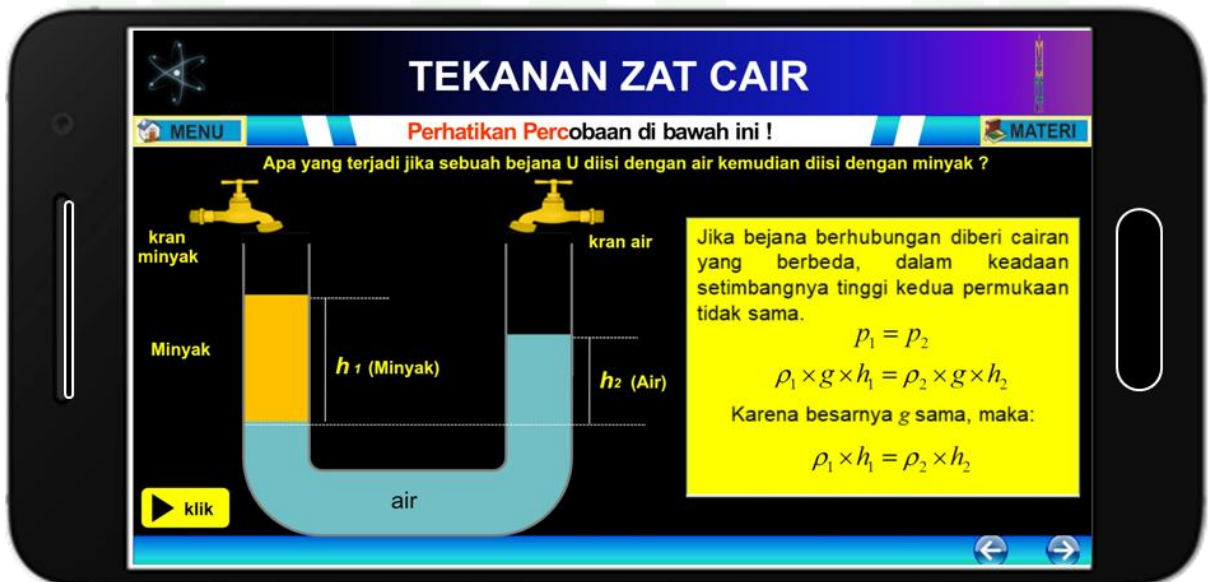 TEKANAN ZAT CAIR
MENU
Perhatikan Percobaan di bawah ini !
MATERI
Apa yang terjadi jika sebuah bejana U diisi dengan air kemudian diisi dengan minyak ?
kran
minyak
kran air
Minyak
h 1 (Minyak)
h2 (Air)
air
klik
Jika bejana berhubungan diberi cairan
yang berbeda, dalam keadaan
setimbangnya tinggi kedua permukaan
tidak sama.
p₁ = p₂
ρ₁ × g × h₁ = ρ₂ × g × h₂
Karena besarnya g sama, maka:
ρ₁ × h₁ = ρ₂ × h₂